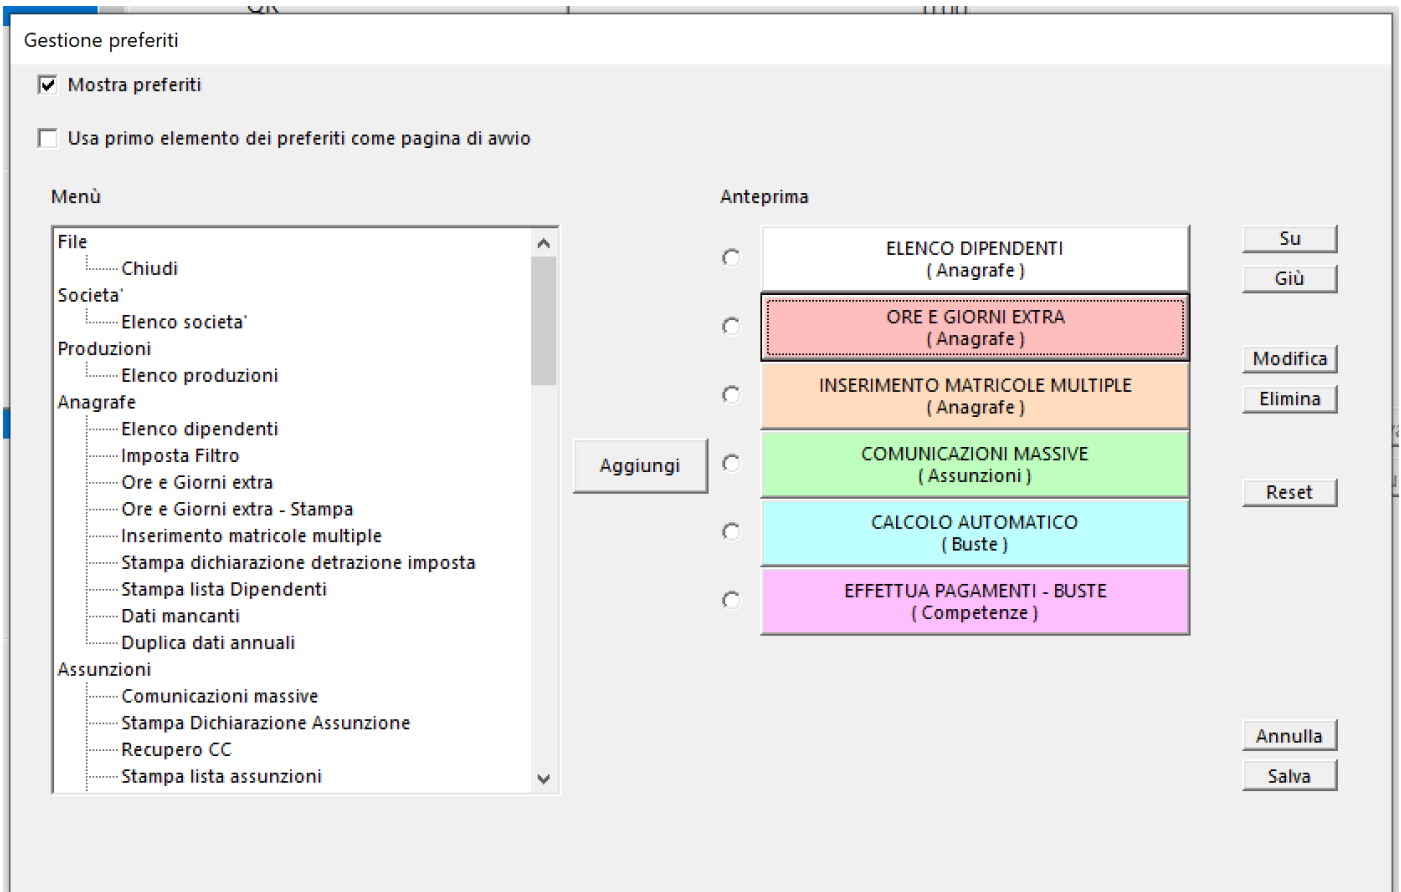 Gestione preferiti
Mostra preferiti
Usa primo elemento dei preferiti come pagina di avvio
Menù
File
Chiudi
Societa'
Elenco societa'
Produzioni
Elenco produzioni
Anagrafe
Elenco dipendenti
Imposta Filtro
Ore e Giorni extra
Ore e Giorni extra - Stampa
Inserimento matricole multiple
Stampa dichiarazione detrazione imposta
Stampa lista Dipendenti
Dati mancanti
Duplica dati annuali
Assunzioni
Comunicazioni massive
Stampa Dichiarazione Assunzione
Recupero CC
Stampa lista assunzioni
Aggiungi
Anteprima
ELENCO DIPENDENTI
( Anagrafe )
ORE E GIORNI EXTRA
( Anagrafe )
INSERIMENTO MATRICOLE MULTIPLE
( Anagrafe )
COMUNICAZIONI MASSIVE
( Assunzioni )
CALCOLO AUTOMATICO
( Buste )
EFFETTUA PAGAMENTI - BUSTE
( Competenze )
Su
Giù
Modifica
Elimina
Reset
Annulla
Salva